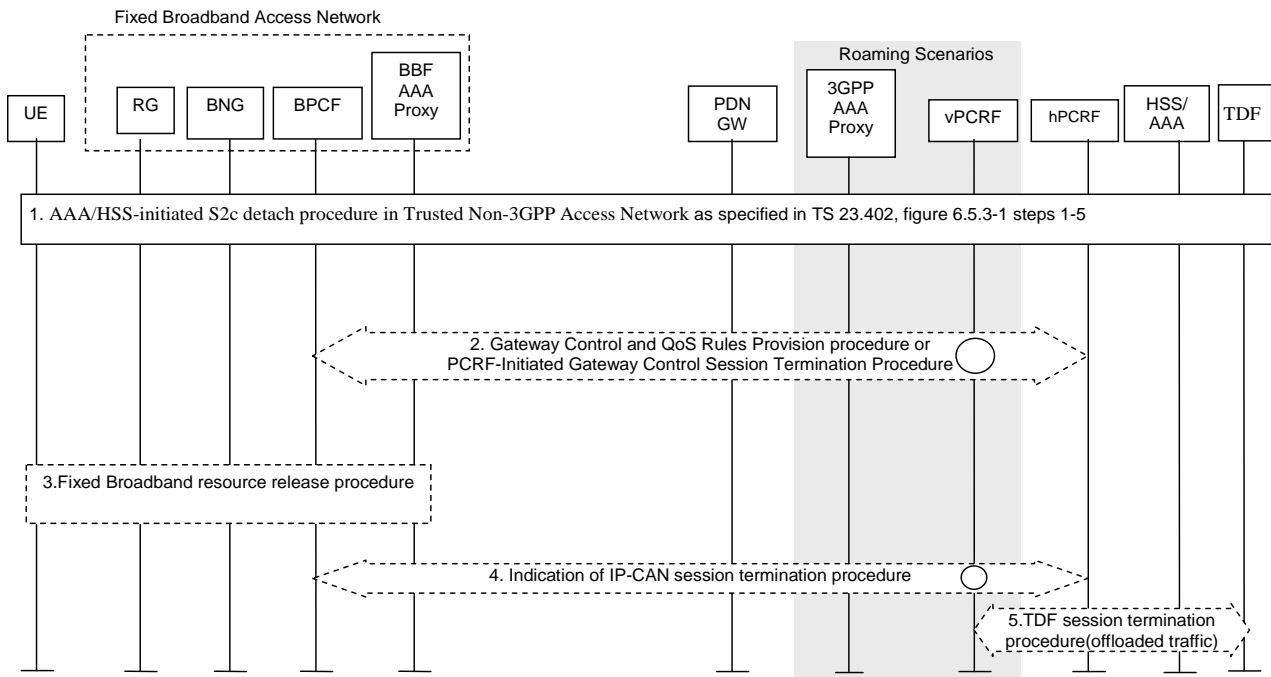 Fixed Broadband Access Network
Roaming Scenarios
UE
RG
BNG
BPCF
BBF
AAA
Proxy
PDN
GW
3GPP
AAA
Proxy
vPCRF
hPCRF
HSS/
AAA
TDF
1. AAA/HSS-initiated S2c detach procedure in Trusted Non-3GPP Access Network as specified in TS 23.402, figure 6.5.3-1 steps 1-5
2. Gateway Control and QoS Rules Provision procedure or
PCRF-Initiated Gateway Control Session Termination Procedure
3.Fixed Broadband resource release procedure
4. Indication of IP-CAN session termination procedure
5.TDF session termination
procedure(offloaded traffic)